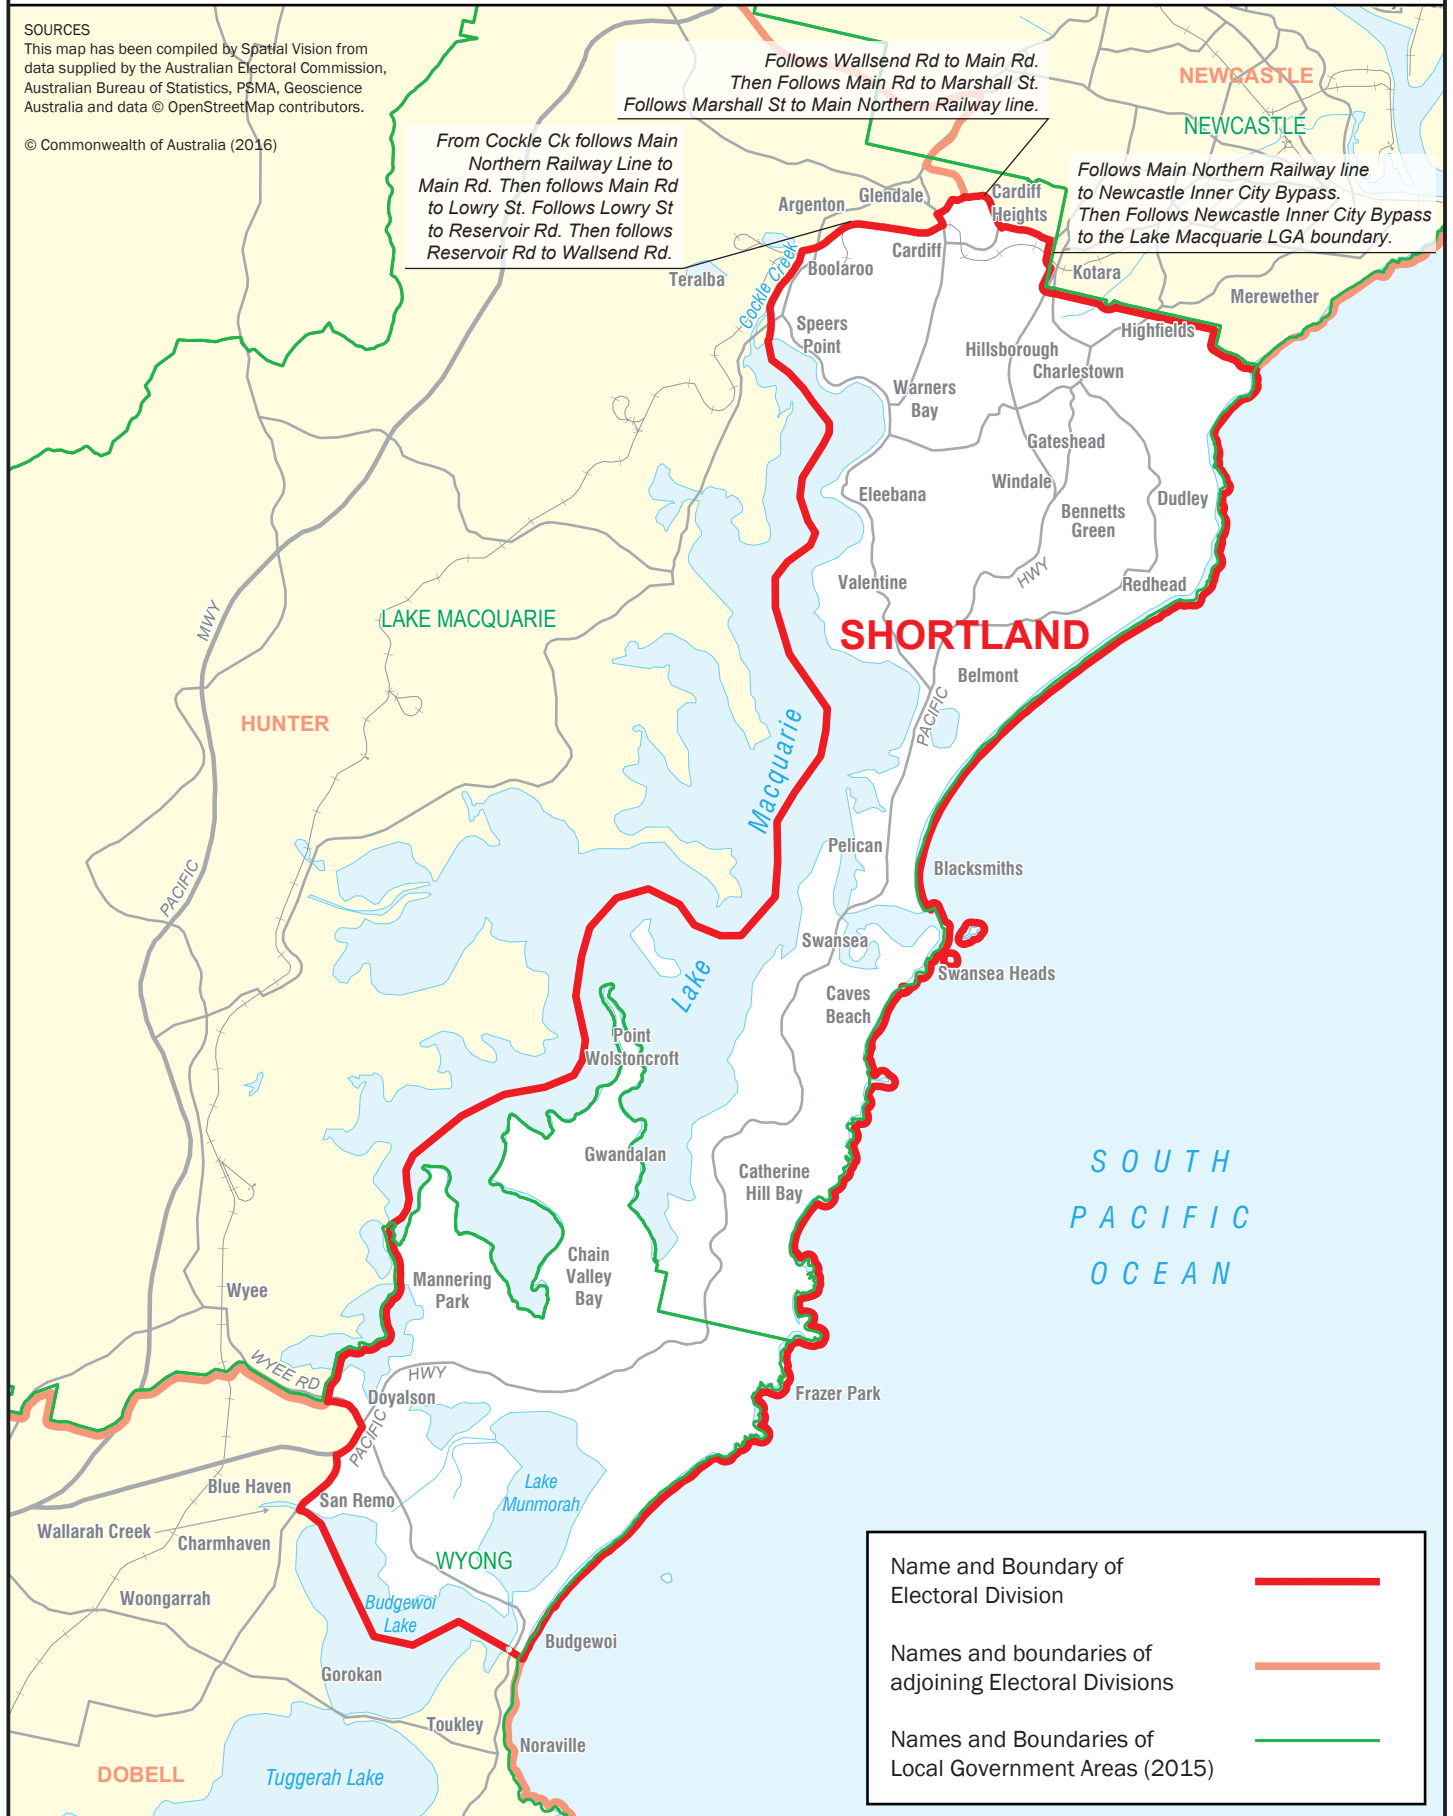 SOURCES
This map has been compiled by Spatial Vision from
data supplied by the Australian Electoral Commission,
Australian Bureau of Statistics, PSMA, Geoscience
Australia and data © OpenStreetMap contributors.
© Commonwealth of Australia (2016)
Follows Wallsend Rd to Main Rd.
Then Follows Main Rd to Marshall St.
Follows Marshall St to Main Northern Railway line.
NEWCASTLE
NEWCASTLE
From Cockle Ck follows Main
Northern Railway Line to
Main Rd. Then follows Main Rd
to Lowry St. Follows Lowry St
to Reservoir Rd. Then follows
Reservoir Rd to Wallsend Rd.
Follows Main Northern Railway line
to Newcastle Inner City Bypass.
Then Follows Newcastle Inner City Bypass
to the Lake Macquarie LGA boundary.
Argenton
Glendale
Cardiff
Heights
Cardiff
Boolaroo
Teralba
Cockle Creek
Kotara
Merewether
Speers
Point
Highfields
Hillsborough
Charlestown
Warners
Bay
Gateshead
Windale
Eleebana
Dudley
Bennetts
Green
HWY
Valentine
Redhead
MWY
LAKE MACQUARIE
SHORTLAND
Belmont
HUNTER
PACIFIC
Macquarie
Pelican
Blacksmiths
PACIFIC
Swansea
Swansea Heads
Lake
Caves
Beach
Point
Wolstoncroft
Gwandalan
Catherine
Hill Bay
SOUTH
PACIFIC
OCEAN
Chain
Valley
Bay
Mannering
Park
Wyee
WYEE RD
HWY
Doyalson
Frazer Park
PACIFIC
Blue Haven
San Remo
Lake
Munmorah
Wallarah Creek
Charmhaven
WYONG
Woongarrah
Budgewoi
Lake
Budgewoi
Gorokan
Toukley
Noraville
DOBELL
Tuggerah Lake
Name and Boundary of
Electoral Division
Names and boundaries of
adjoining Electoral Divisions
Names and Boundaries of
Local Government Areas (2015)